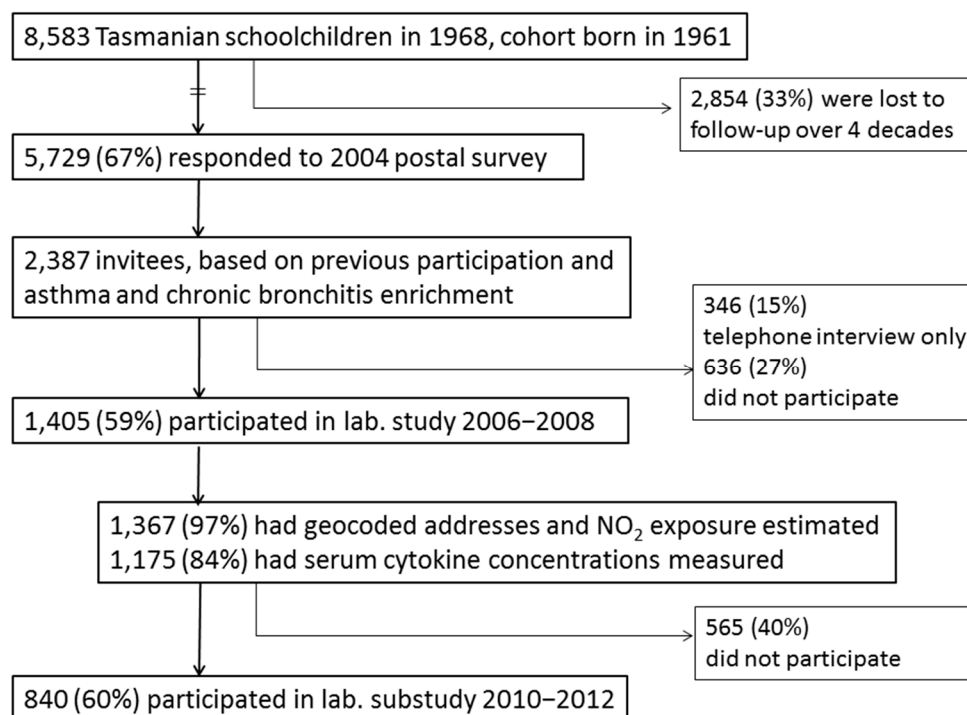 8,583 Tasmanian schoolchildren in 1968, cohort born in 1961
2,854 (33%) were lost to
follow-up over 4 decades
5,729 (67%) responded to 2004 postal survey
2,387 invitees, based on previous participation and
asthma and chronic bronchitis enrichment
346 (15%)
telephone interview only
636 (27%)
did not participate
1,405 (59%) participated in lab. study 2006–2008
1,367 (97%) had geocoded addresses and NO₂ exposure estimated
1,175 (84%) had serum cytokine concentrations measured
565 (40%)
did not participate
840 (60%) participated in lab. substudy 2010–2012